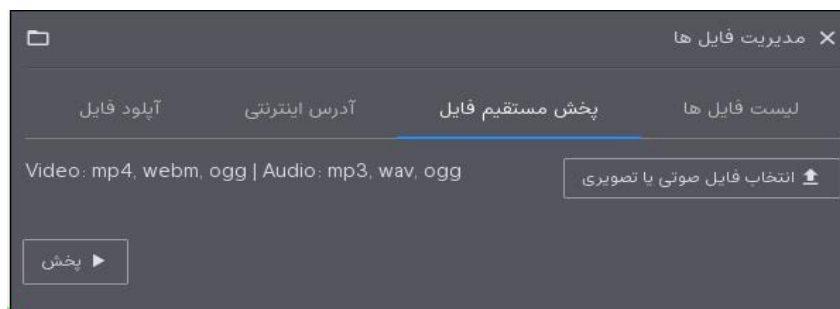 مدیریت فایل ها
لیست فایل ها پخش مستقیم فایل آدرس اینترنتی آپلود فایل
انتخاب فایل صوتی یا تصویری Video: mp4, webm, ogg | Audio: mp3, wav, ogg
پخش